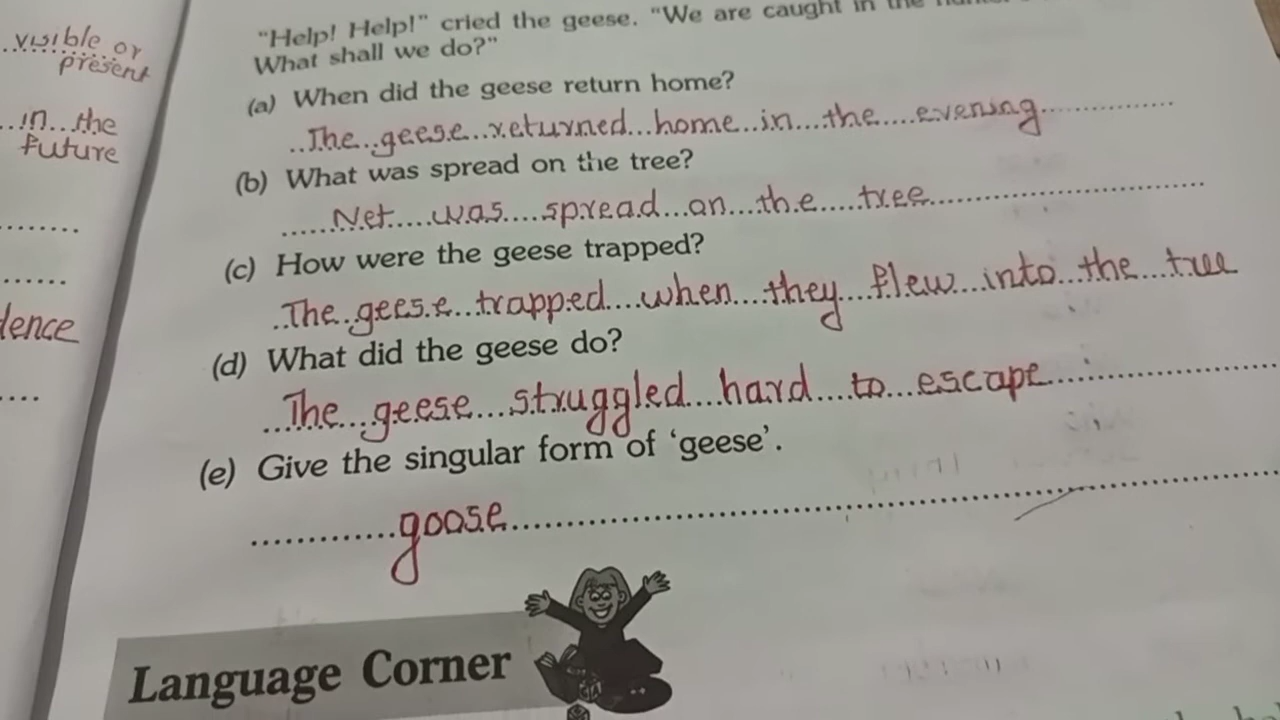 visible or
present
in the
future
dence
"Help! Help!" cried the geese. "We are caught in the
What shall we do?"
(a) When did the geese return home?
The geese returned home in the evening
(b) What was spread on the tree?
Net was spread on the tree
(c) How were the geese trapped?
The geese trapped when they flew into the tree
(d) What did the geese do?
The geese struggled hard to escape
(e) Give the singular form of 'geese'.
goose
Language Corner